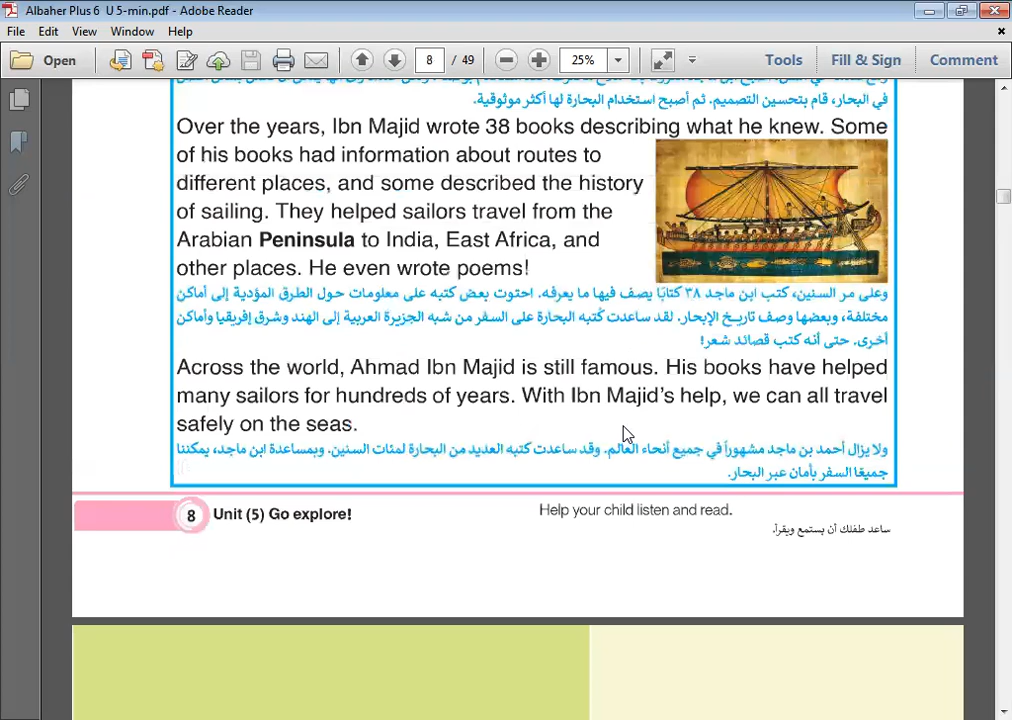 Albaher Plus 6 U 5-min.pdf - Adobe Reader
File Edit View Window Help
Open 8 / 49 25% Tools Fill & Sign Comment
في البحار، قام بتحسين التصميم. ثم أصبح استخدام البحارة لها أكثر موثوقية.
Over the years, Ibn Majid wrote 38 books describing what he knew. Some
of his books had information about routes to
different places, and some described the history
of sailing. They helped sailors travel from the
Arabian Peninsula to India, East Africa, and
other places. He even wrote poems!
وعلى مر السنين، كتب ابن ماجد ٣٨ كتابًا يصف فيها ما يعرفه. احتوت بعض كتبه على معلومات حول الطرق المؤدية إلى أماكن
مختلفة، وبعضها وصف تاريخ الإبحار. لقد ساعدت كُتبه البحارة على السفر من شبه الجزيرة العربية إلى الهند وشرق إفريقيا وأماكن
أخرى. حتى أنه كتب قصائد شعر!
Across the world, Ahmad Ibn Majid is still famous. His books have helped
many sailors for hundreds of years. With Ibn Majid's help, we can all travel
safely on the seas.
ولا يزال أحمد بن ماجد مشهوراً في جميع أنحاء العالم. وقد ساعدت كتبه العديد من البحارة لمئات السنين. وبمساعدة ابن ماجد، يمكننا
جميعًا السفر بأمان عبر البحار.
8 Unit (5) Go explore! Help your child listen and read.
ساعد طفلك أن يستمع ويقرأ.